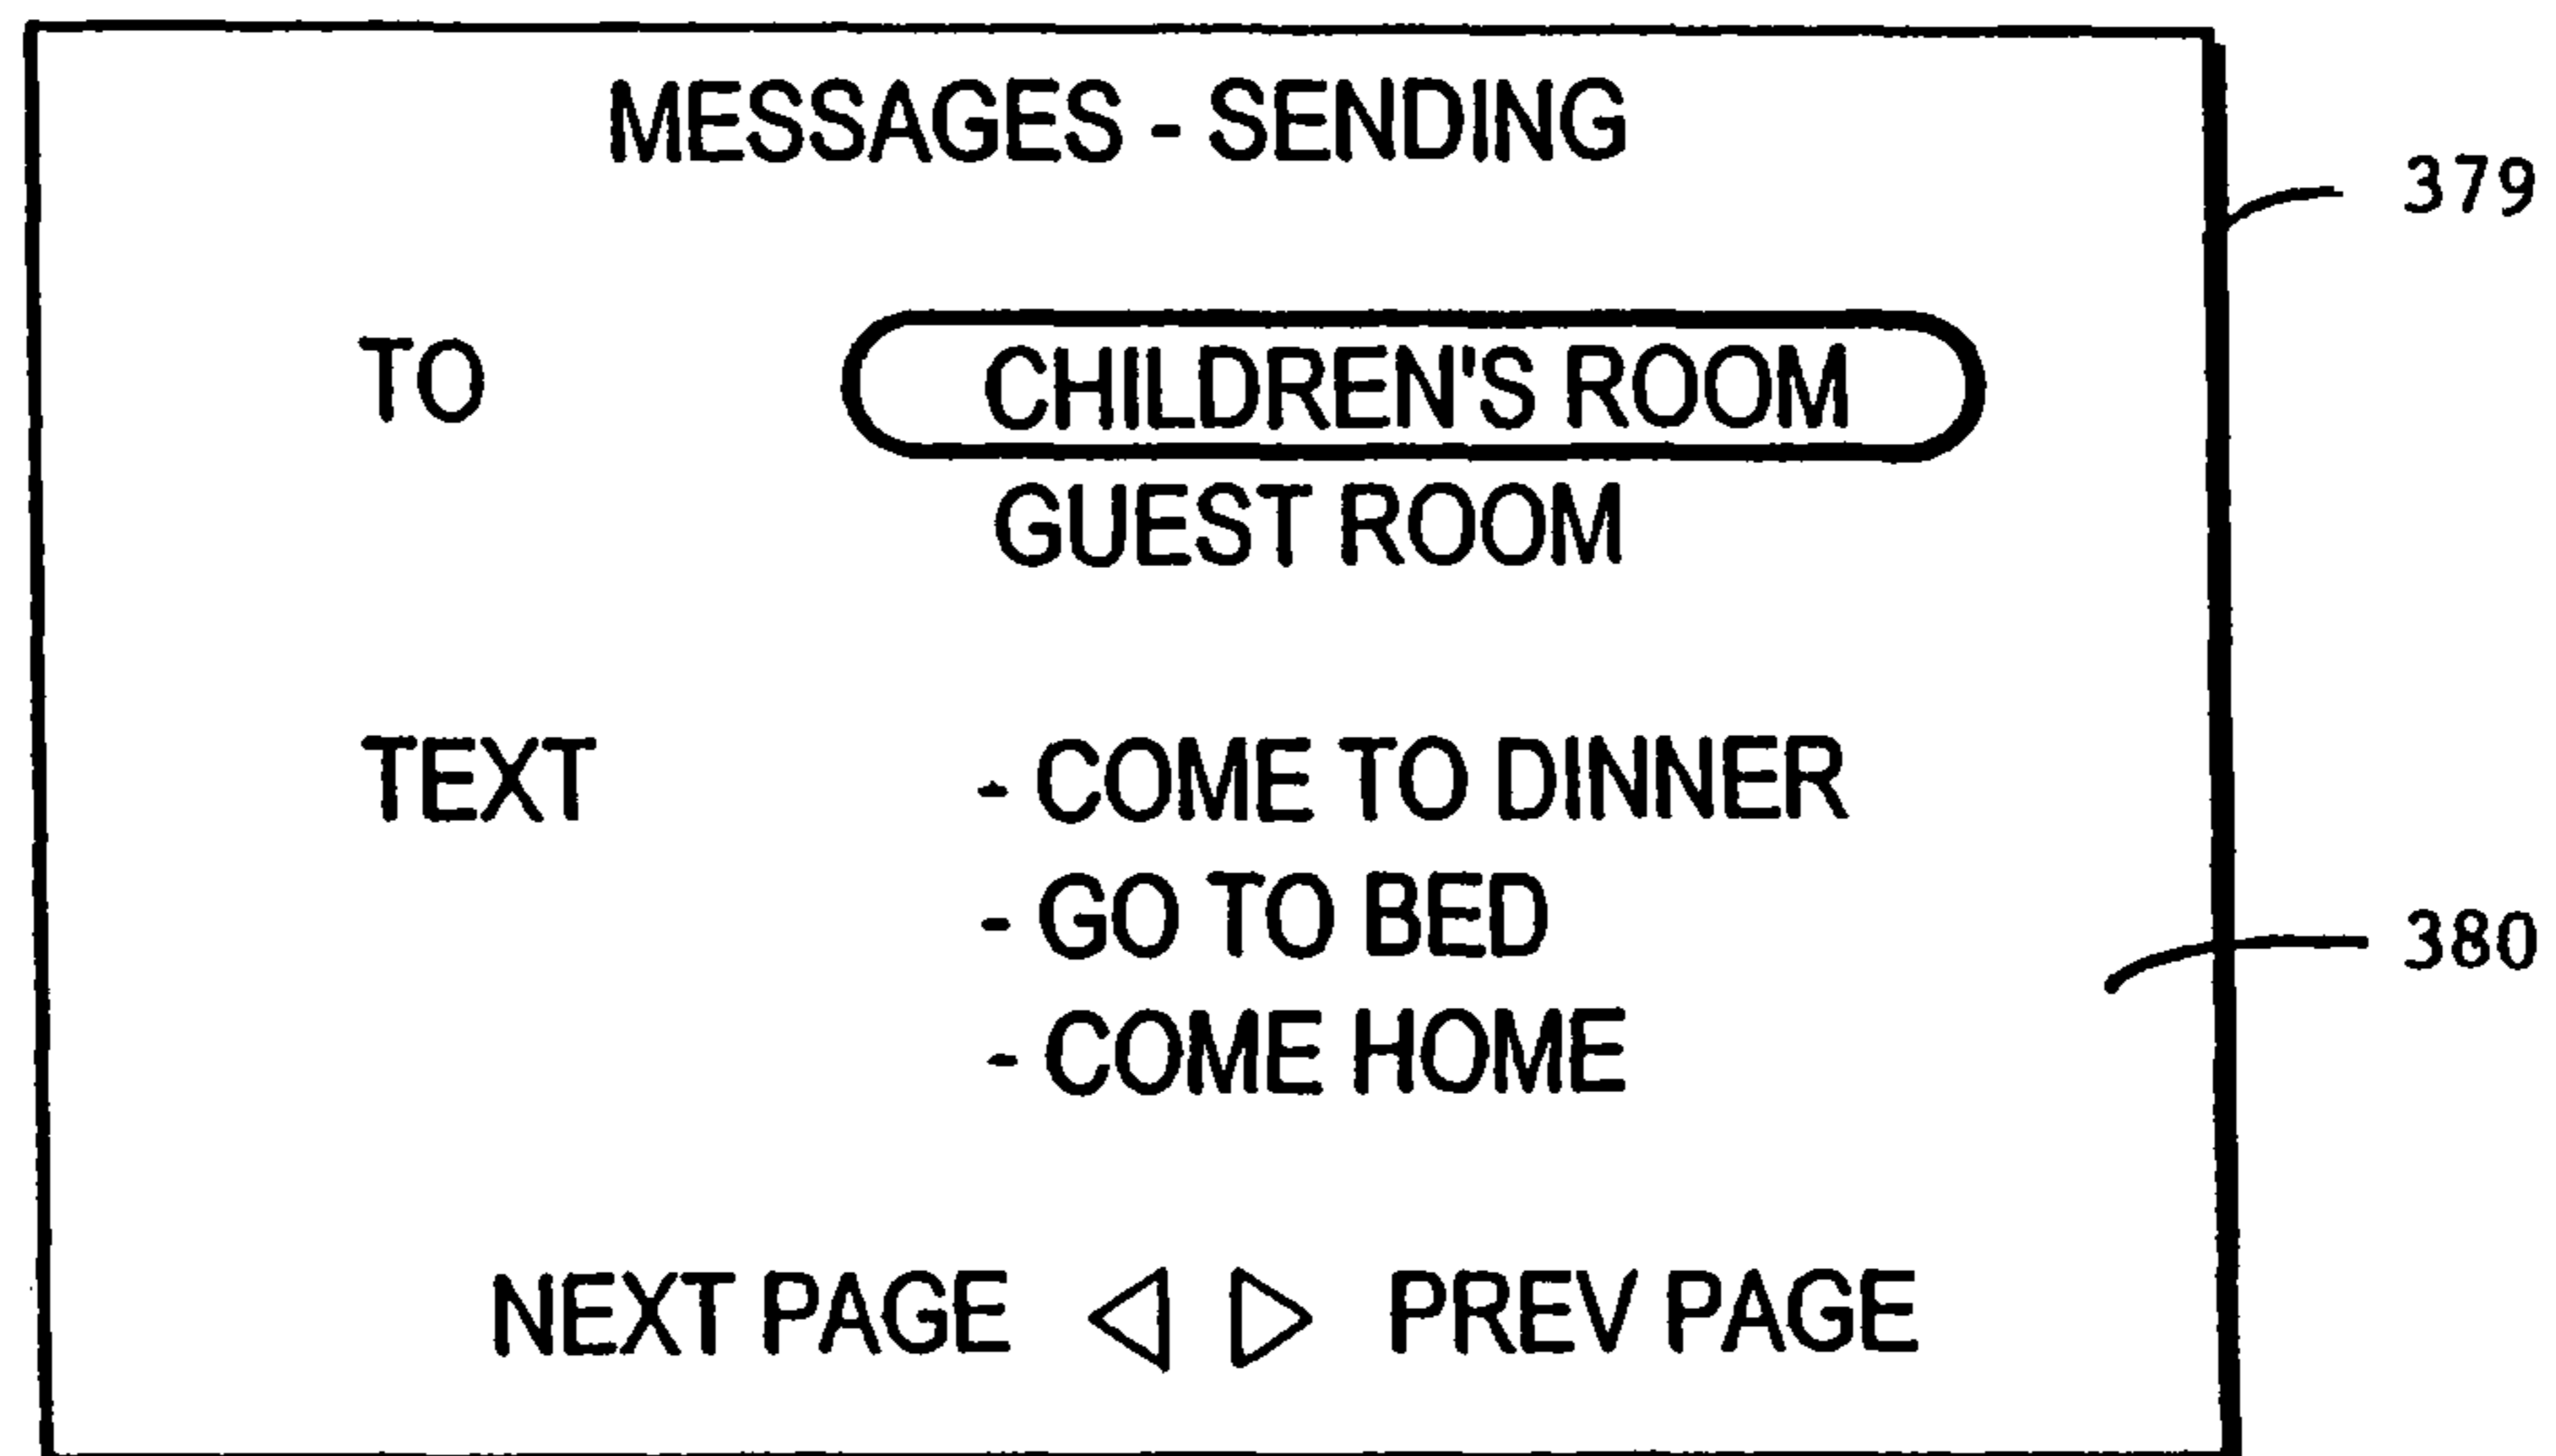 MESSAGES - SENDING
379
TO CHILDREN'S ROOM
GUEST ROOM
TEXT - COME TO DINNER
- GO TO BED
380
- COME HOME
NEXT PAGE ◁ ▷ PREV PAGE